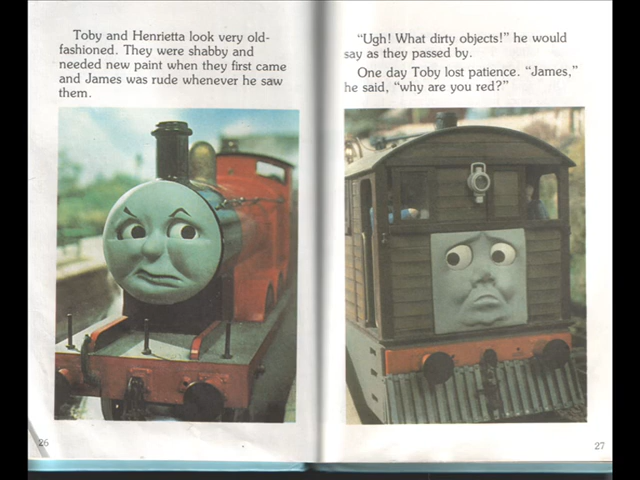 Toby and Henrietta look very old-
fashioned. They were shabby and
needed new paint when they first came
and James was rude whenever he saw
them.
26
"Ugh! What dirty objects!" he would
say as they passed by.
One day Toby lost patience. "James,"
he said, "why are you red?"
27